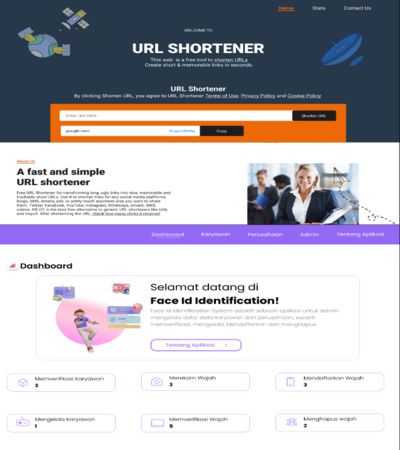 Home Stats Contact Us
WELCOME TO
URL SHORTENER
This web is a free tool to shorten URLs
Create short & memorable links in seconds.
URL Shortener
By clicking Shorten URL, you agree to URL Shortener Terms of Use, Privacy Policy and Cookie Policy
Enter Link Here.. Shorten URL
google.com Copy
About Us
A fast and simple
URL shortener
Free URL Shortener for transforming long, ugly links into nice, memorable and
trackable short URLs. Use it to shorten links for any social media platforms,
blogs, SMS, emails, ads, or pretty much anywhere else you want to share
them. Twitter, Facebook, YouTube, Instagram, WhatsApp, emails, SMS,
videos. is the best free alternative to generic URL shorteners like bitly
and tinyurl. After shortening the URL, check how many clicks it received.
Dashboard Karyawan Perusahaan Admin Tentang Aplikasi
Dashboard
Selamat datang di
Face Id Identification!
Face Id Identification System adalah sebuah aplikasi untuk admin
mengelola data-data karyawan dan perusahaan, seperti
memverifikasi, mengelola, Mendaftarkan dan menghapus.
Tentang Aplikasi >
Memverifikasi Karyawan
3
Merekam Wajah
3
Mendaftarkan Wajah
3
Mengelola Karyawan
1
Memverifikasi Wajah
5
Menghapus wajah
2